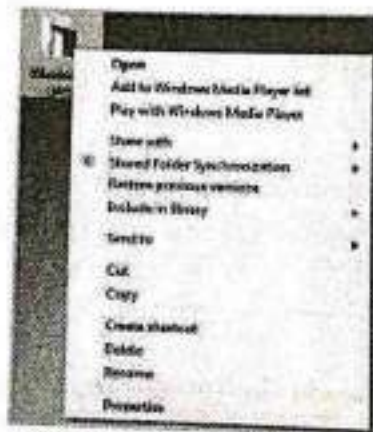 Open
Add to Windows Media Player list
Play with Windows Media Player
Share with
Shared Folder Synchronization
Restore previous versions
Include in library
Send to
Cut
Copy
Create shortcut
Delete
Rename
Properties